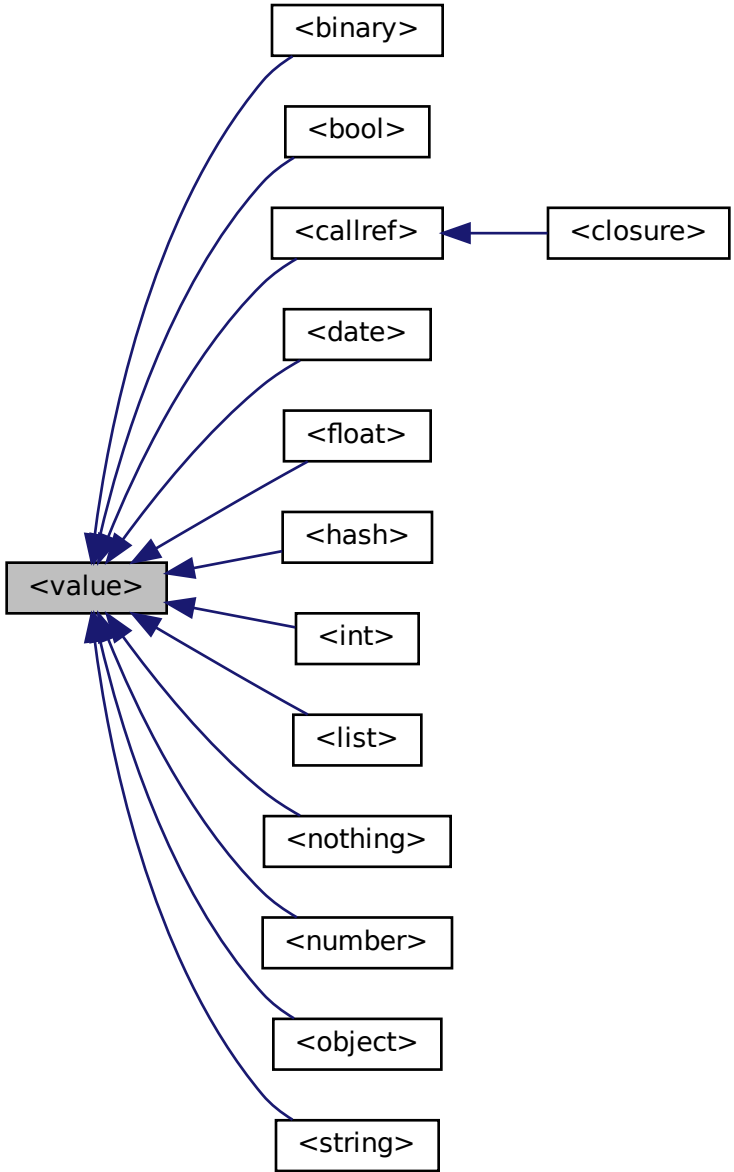 <binary>
<bool>
<callref>
<closure>
<date>
<float>
<hash>
<value>
<int>
<list>
<nothing>
<number>
<object>
<string>